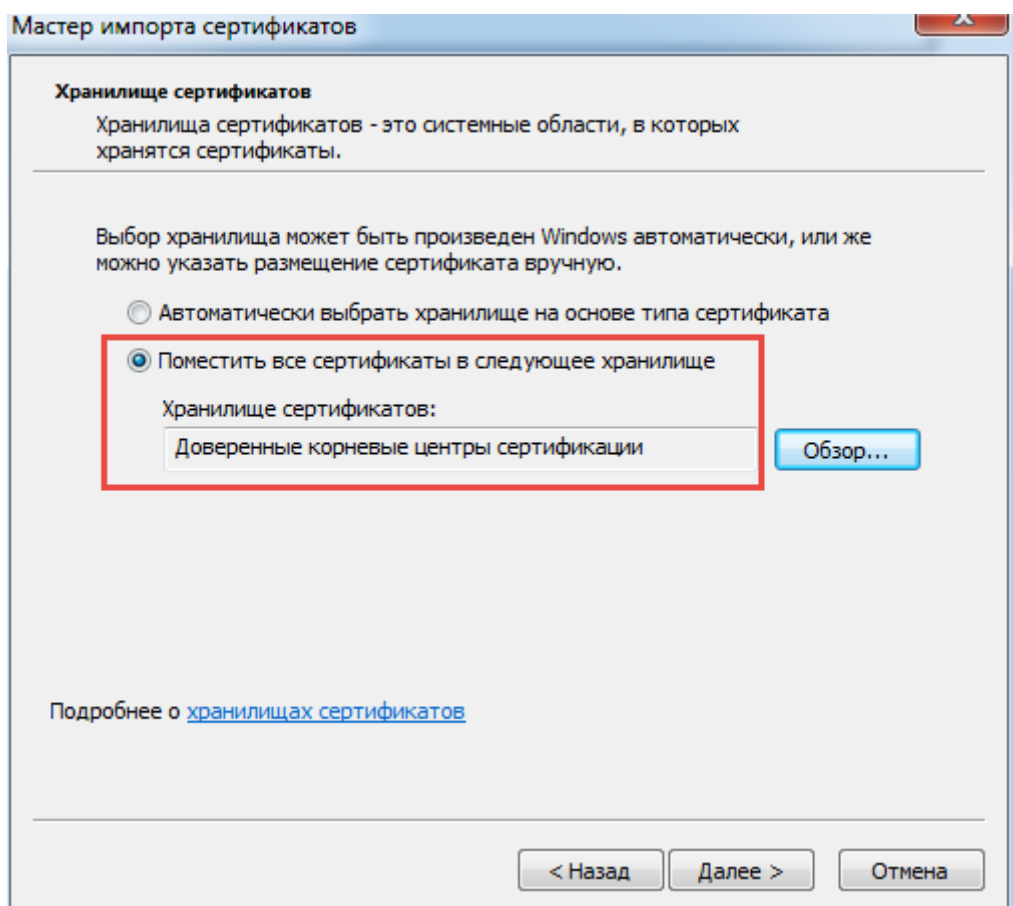 Мастер импорта сертификатов
Хранилище сертификатов
Хранилища сертификатов - это системные области, в которых
хранятся сертификаты.
Выбор хранилища может быть произведен Windows автоматически, или же
можно указать размещение сертификата вручную.
Автоматически выбрать хранилище на основе типа сертификата
Поместить все сертификаты в следующее хранилище
Хранилище сертификатов:
Доверенные корневые центры сертификации
Обзор...
Подробнее о хранилищах сертификатов
< Назад
Далее >
Отмена